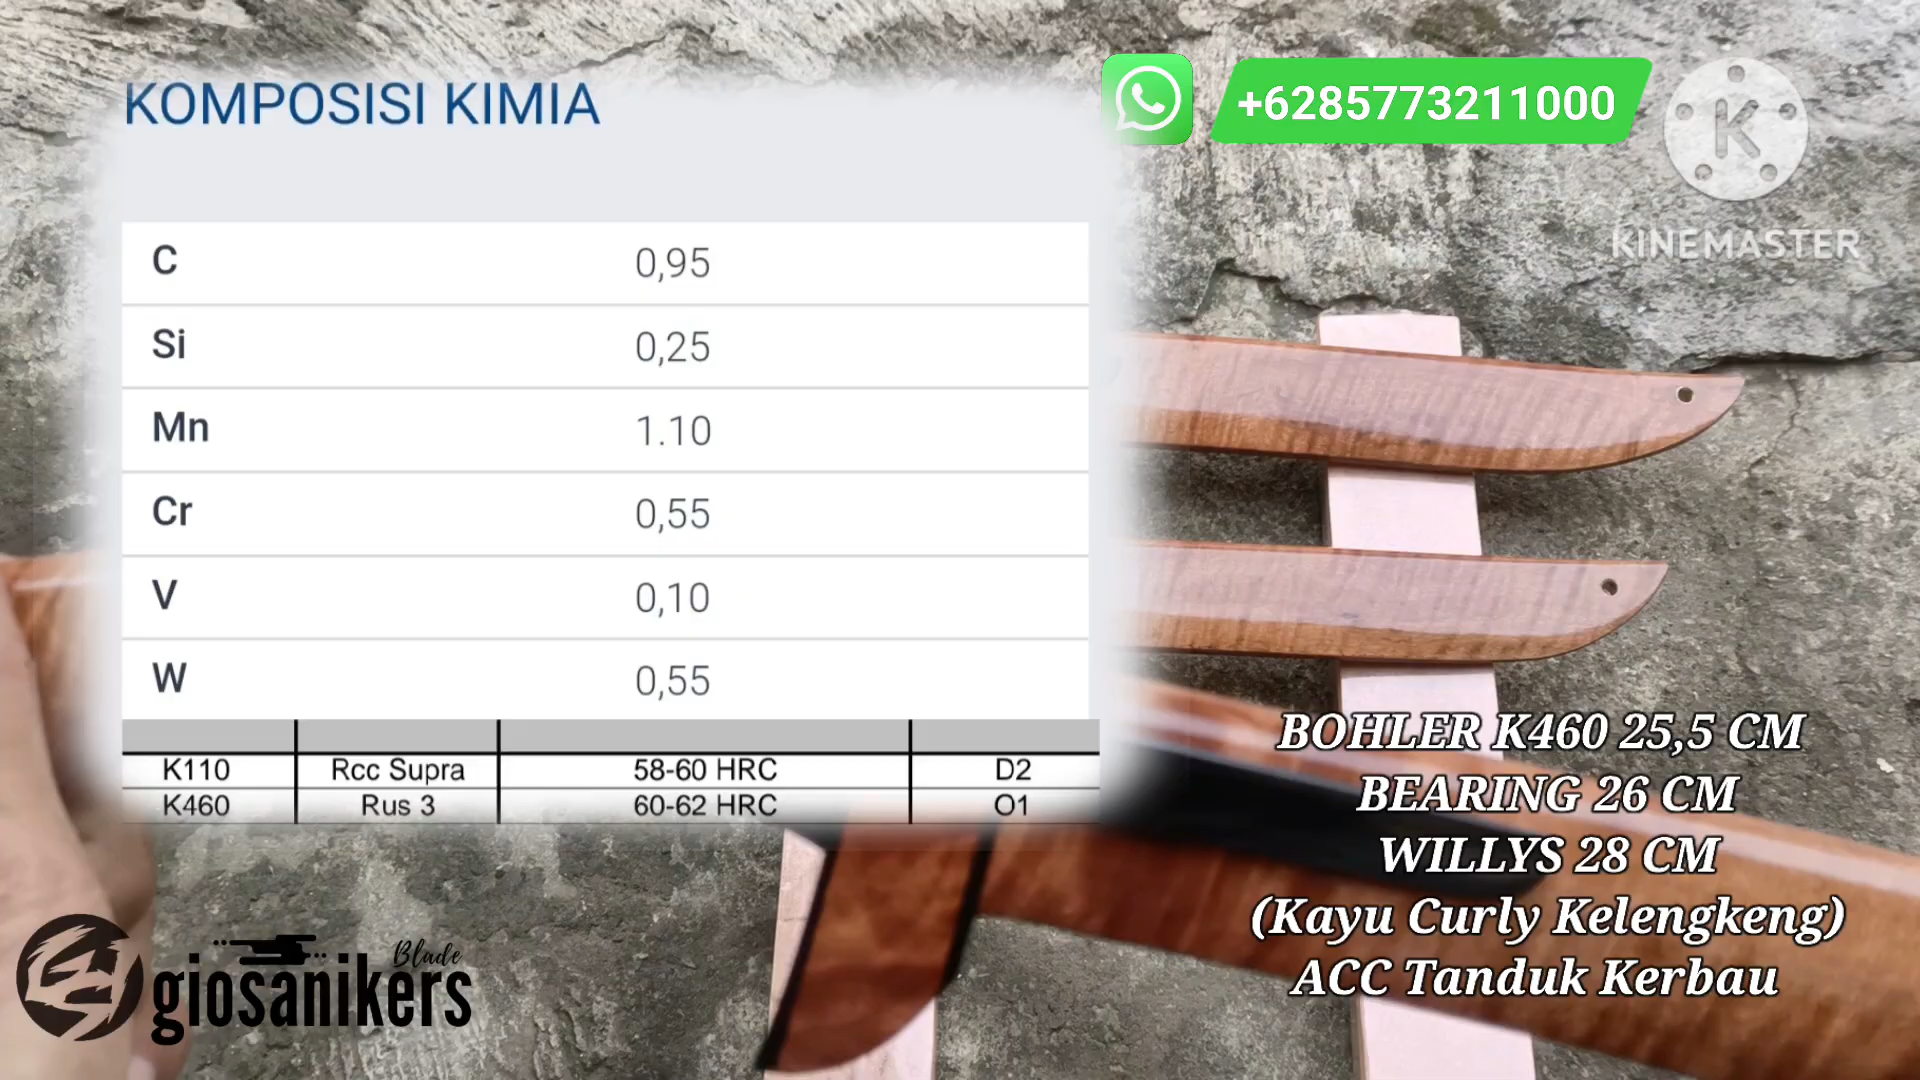 KOMPOSISI KIMIA
C 0,95
Si 0,25
Mn 1.10
Cr 0,55
V 0,10
W 0,55
K110 Rcc Supra 58-60 HRC D2
K460 Rus 3 60-62 HRC O1
+6285773211000
K
KINEMASTER
BOHLER K460 25,5 CM
BEARING 26 CM
WILLYS 28 CM
(Kayu Curly Kelengkeng)
ACC Tanduk Kerbau
Blade
giosanikers